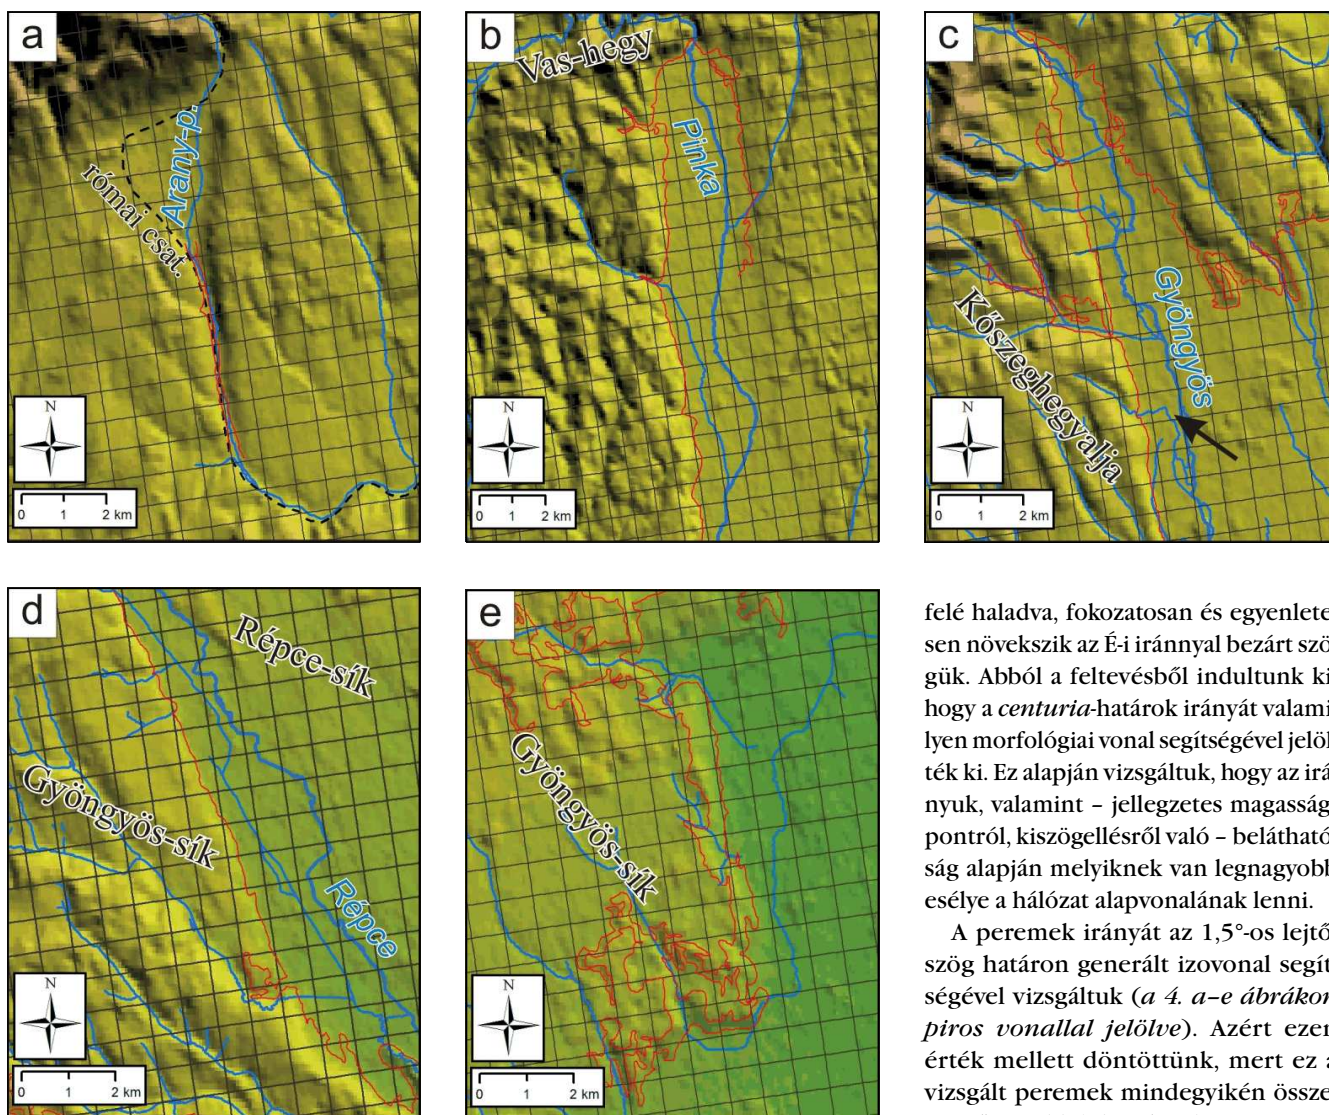 a
Arany-p.
római csat.
N
0 1 2 km
b
Vas-hegy
Pinka
N
0 1 2 km
c
Gyöngyös
Kőszeghegyalja
N
0 1 2 km
d
Répce-sík
Gyöngyös-sík
Répce
N
0 1 2 km
e
Gyöngyös-sík
N
0 1 2 km
felé haladva, fokozatosan és egyenlete
sen növekszik az É-i iránnyal bezárt szö
gük. Abból a feltevésből indultunk ki
hogy a centuria-határok irányát valami
lyen morfológiai vonal segítségével jelöl
ték ki. Ez alapján vizsgáltuk, hogy az irá
nyuk, valamint – jellegzetes magasság
pontról, kiszögellésről való – belátható
ság alapján melyiknek van legnagyobb
esélye a hálózat alapvonalának lenni.
A peremek irányát az 1,5°-os lejtő
szög határon generált izovonal segít
ségével vizsgáltuk (a 4. a–e ábrákon
piros vonallal jelölve). Azért ezen
érték mellett döntöttünk, mert ez a
vizsgált peremek mindegyikén össze